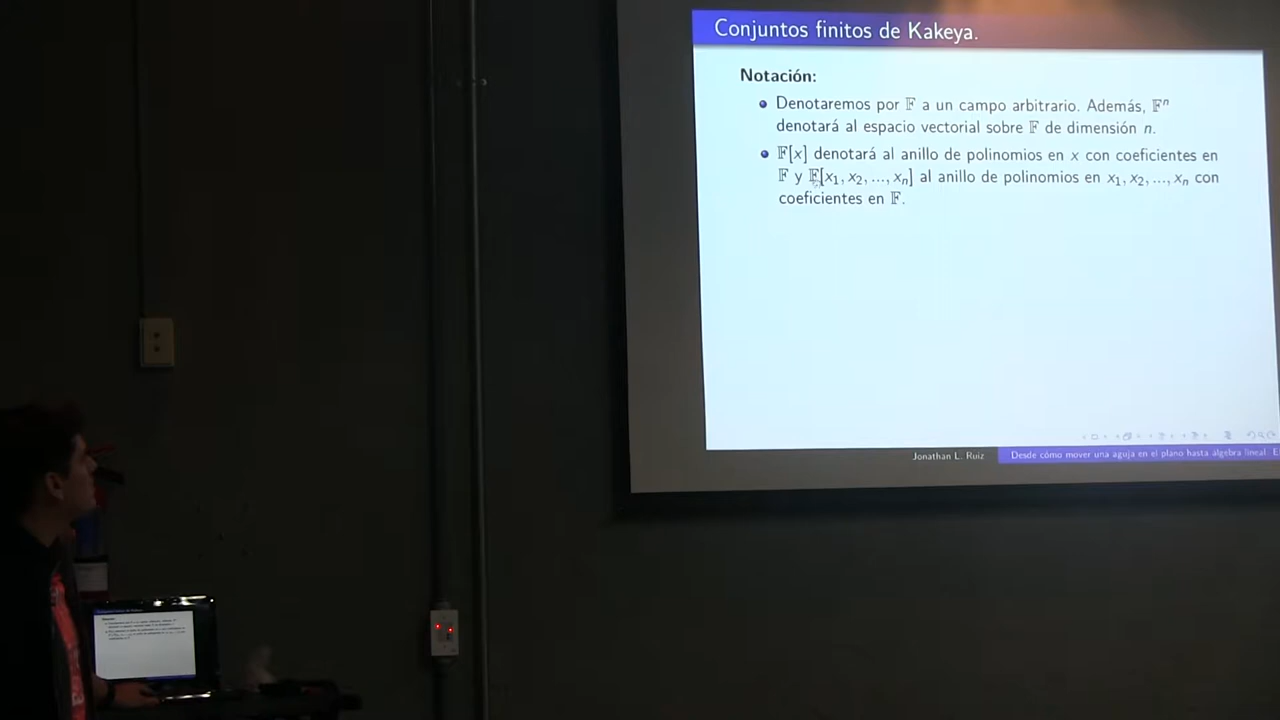 Conjuntos finitos de Kakeya.
Notación:
Denotaremos por 𝔽 a un campo arbitrario. Además, 𝔽ⁿ
denotará al espacio vectorial sobre 𝔽 de dimensión n.
𝔽[x] denotará al anillo de polinomios en x con coeficientes en
𝔽 y 𝔽[x₁, x₂, ..., xₙ] al anillo de polinomios en x₁, x₂, ..., xₙ con
coeficientes en 𝔽.
Jonathan L. Ruiz
Desde cómo mover una aguja en el plano hasta álgebra lineal. E